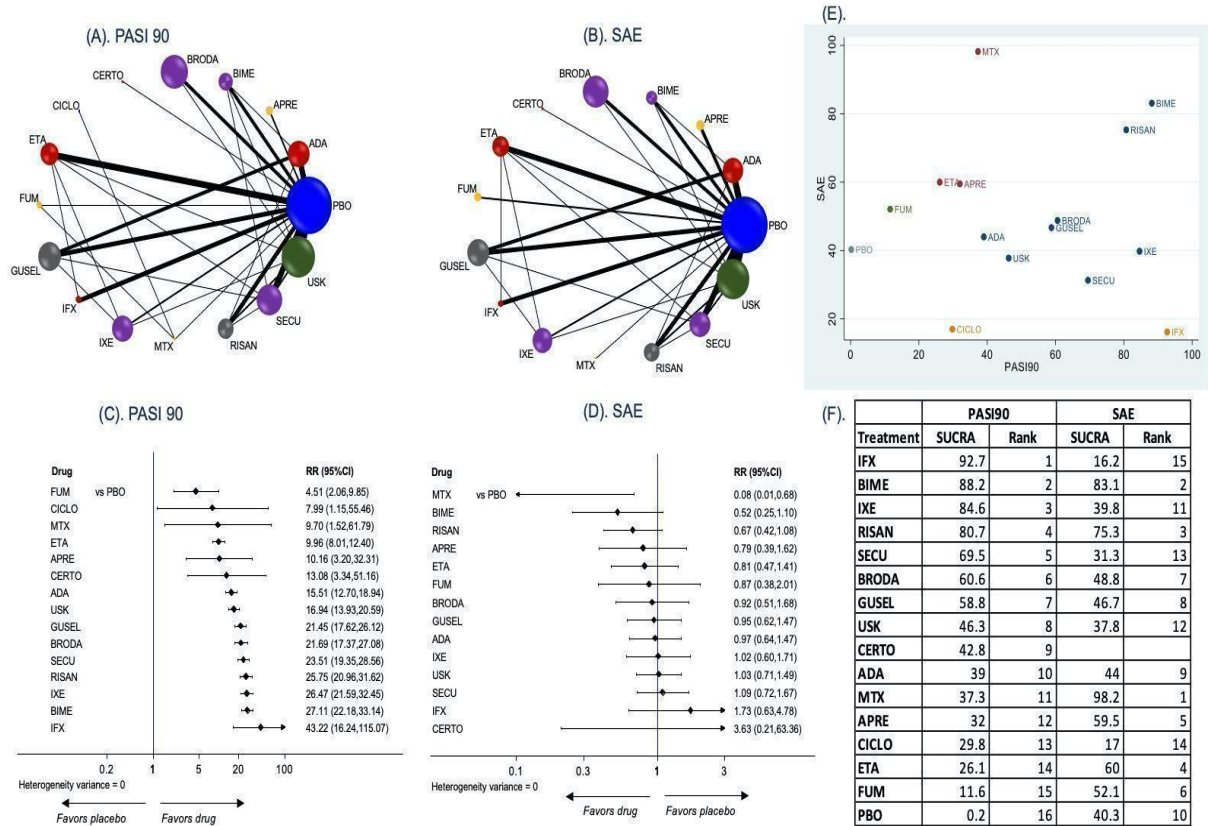 (A). PASI 90
BRODA
BIME
CERTO
APRE
CICLO
ETA
ADA
FUM
PBO
GUSEL
USK
IFX
SECU
IXE
MTX
RISAN
(B). SAE
BRODA
BIME
CERTO
APRE
ETA
ADA
FUM
PBO
GUSEL
USK
IFX
SECU
IXE
MTX
RISAN
(E).
SAE
100
80
60
40
20
MTX
BIME
RISAN
ETA
APRE
FUM
BRODA
GUSEL
ADA
PBO
USK
IXE
SECU
CICLO
IFX
0 20 40 60 80 100
PASI90
(C). PASI 90
Drug RR (95%CI)
FUM vs PBO 4.51 (2.06,9.85)
CICLO 7.99 (1.15,55.46)
MTX 9.70 (1.52,61.79)
ETA 9.96 (8.01,12.40)
APRE 10.16 (3.20,32.31)
CERTO 13.08 (3.34,51.16)
ADA 15.51 (12.70,18.94)
USK 16.94 (13.93,20.59)
GUSEL 21.45 (17.62,26.12)
BRODA 21.69 (17.37,27.08)
SECU 23.51 (19.35,28.56)
RISAN 25.75 (20.96,31.62)
IXE 26.47 (21.59,32.45)
BIME 27.11 (22.18,33.14)
IFX 43.22 (16.24,115.07)
0.2 1 5 20 100
Heterogeneity variance = 0
Favors placebo Favors drug
(D). SAE
Drug RR (95%CI)
MTX vs PBO 0.08 (0.01,0.68)
BIME 0.52 (0.25,1.10)
RISAN 0.67 (0.42,1.08)
APRE 0.79 (0.39,1.62)
ETA 0.81 (0.47,1.41)
FUM 0.87 (0.38,2.01)
BRODA 0.92 (0.51,1.68)
GUSEL 0.95 (0.62,1.47)
ADA 0.97 (0.64,1.47)
IXE 1.02 (0.60,1.71)
USK 1.03 (0.71,1.49)
SECU 1.09 (0.72,1.67)
IFX 1.73 (0.63,4.78)
CERTO 3.63 (0.21,63.36)
0.1 0.3 1 3
Heterogeneity variance = 0
Favors drug Favors placebo
(F).
PASI90 SAE
Treatment SUCRA Rank SUCRA Rank
IFX 92.7 1 16.2 15
BIME 88.2 2 83.1 2
IXE 84.6 3 39.8 11
RISAN 80.7 4 75.3 3
SECU 69.5 5 31.3 13
BRODA 60.6 6 48.8 7
GUSEL 58.8 7 46.7 8
USK 46.3 8 37.8 12
CERTO 42.8 9
ADA 39 10 44 9
MTX 37.3 11 98.2 1
APRE 32 12 59.5 5
CICLO 29.8 13 17 14
ETA 26.1 14 60 4
FUM 11.6 15 52.1 6
PBO 0.2 16 40.3 10